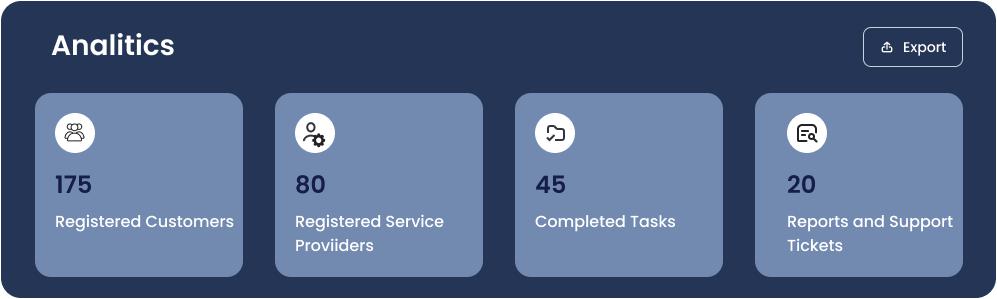 Analitics
Export
175
Registered Customers
80
Registered Service
Proviiders
45
Completed Tasks
20
Reports and Support
Tickets